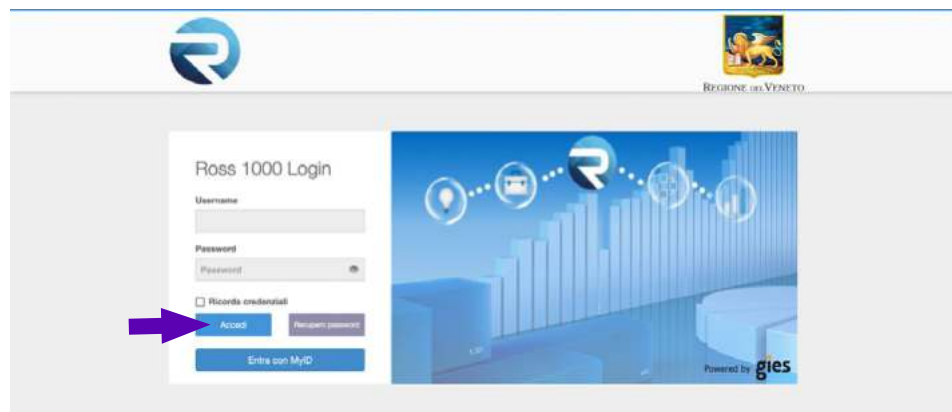 REGIONE DEL VENETO
Ross 1000 Login
Username
Password
Password
Ricorda credenziali
Accedi
Recupero password
Entra con MyID
Powered by gies